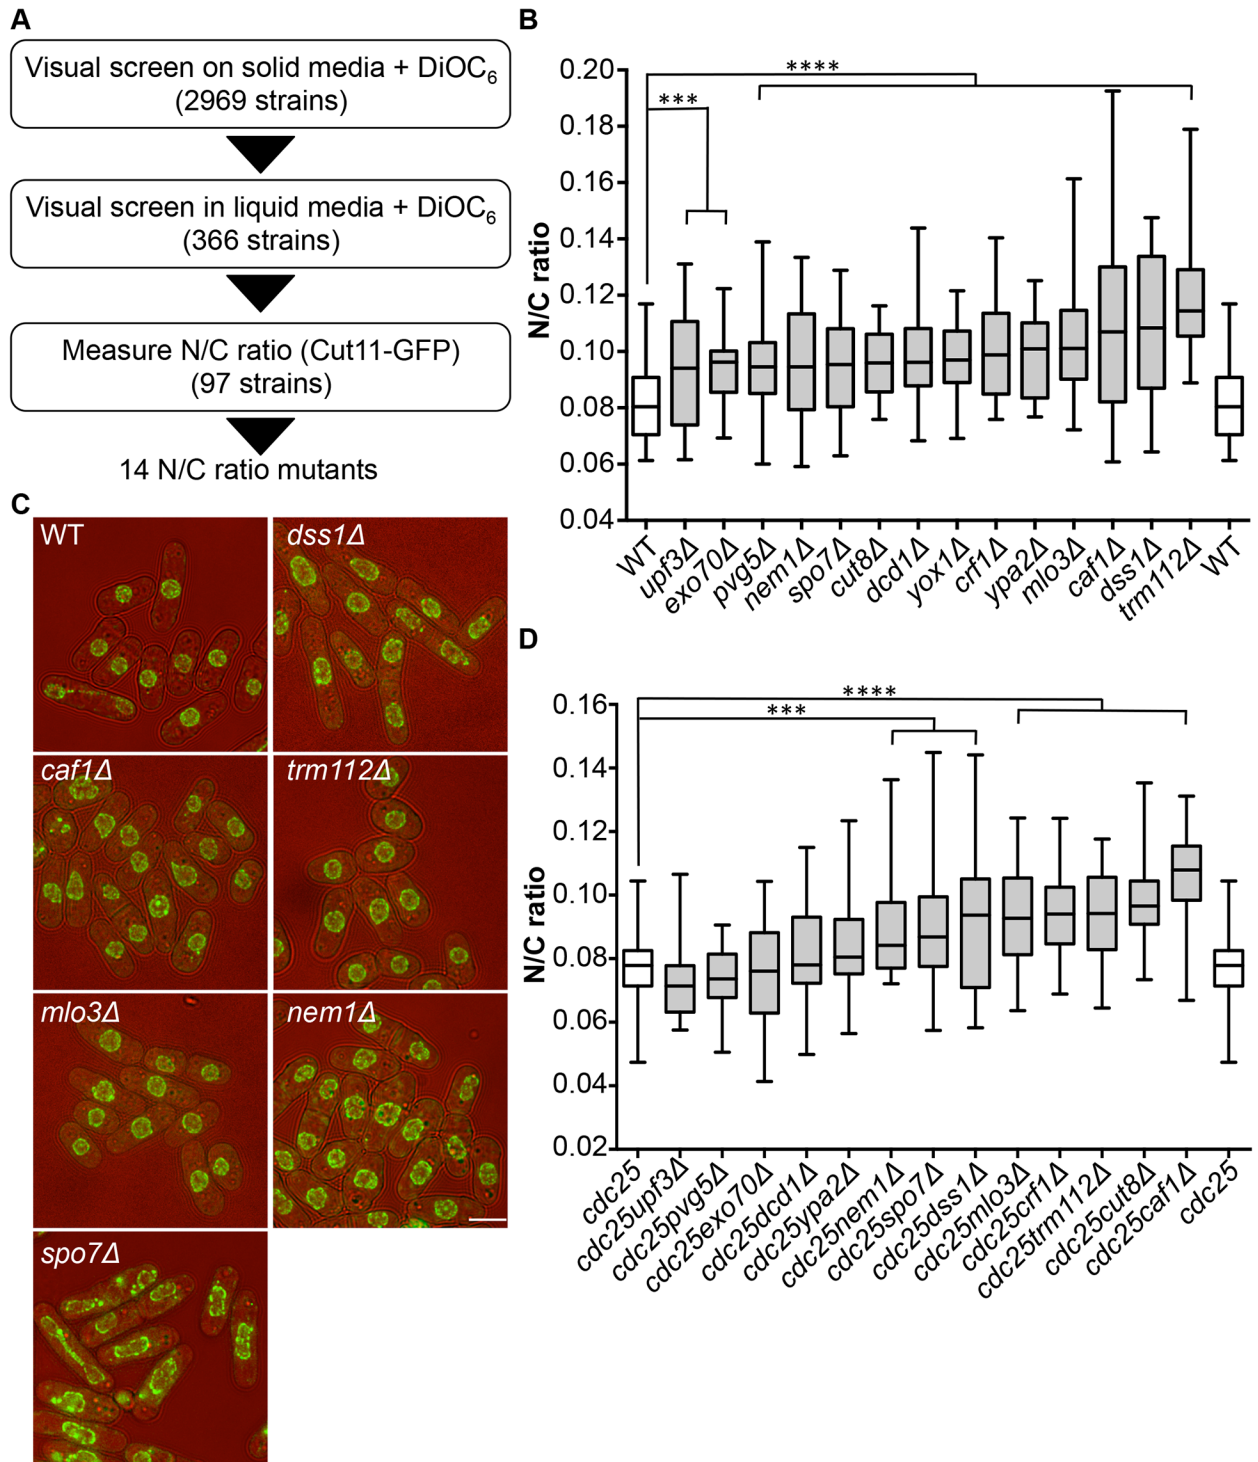 A
Visual screen on solid media + DiOC₆
(2969 strains)
Visual screen in liquid media + DiOC₆
(366 strains)
Measure N/C ratio (Cut11-GFP)
(97 strains)
14 N/C ratio mutants
B
N/C ratio
0.20
0.18
0.16
0.14
0.12
0.10
0.08
0.06
0.04
***
****
WT
upf3Δ
exo70Δ
pvg5Δ
nem1Δ
spo7Δ
cut8Δ
dcd1Δ
yox1Δ
crf1Δ
ypa2Δ
mlo3Δ
caf1Δ
dss1Δ
trm112Δ
WT
C
WT
dss1Δ
caf1Δ
trm112Δ
mlo3Δ
nem1Δ
spo7Δ
D
N/C ratio
0.16
0.14
0.12
0.10
0.08
0.06
0.04
0.02
****
***
cdc25
cdc25upf3Δ
cdc25pvg5Δ
cdc25exo70Δ
cdc25dcd1Δ
cdc25ypa2Δ
cdc25nem1Δ
cdc25spo7Δ
cdc25dss1Δ
cdc25mlo3Δ
cdc25crf1Δ
cdc25trm112Δ
cdc25cut8Δ
cdc25caf1Δ
cdc25